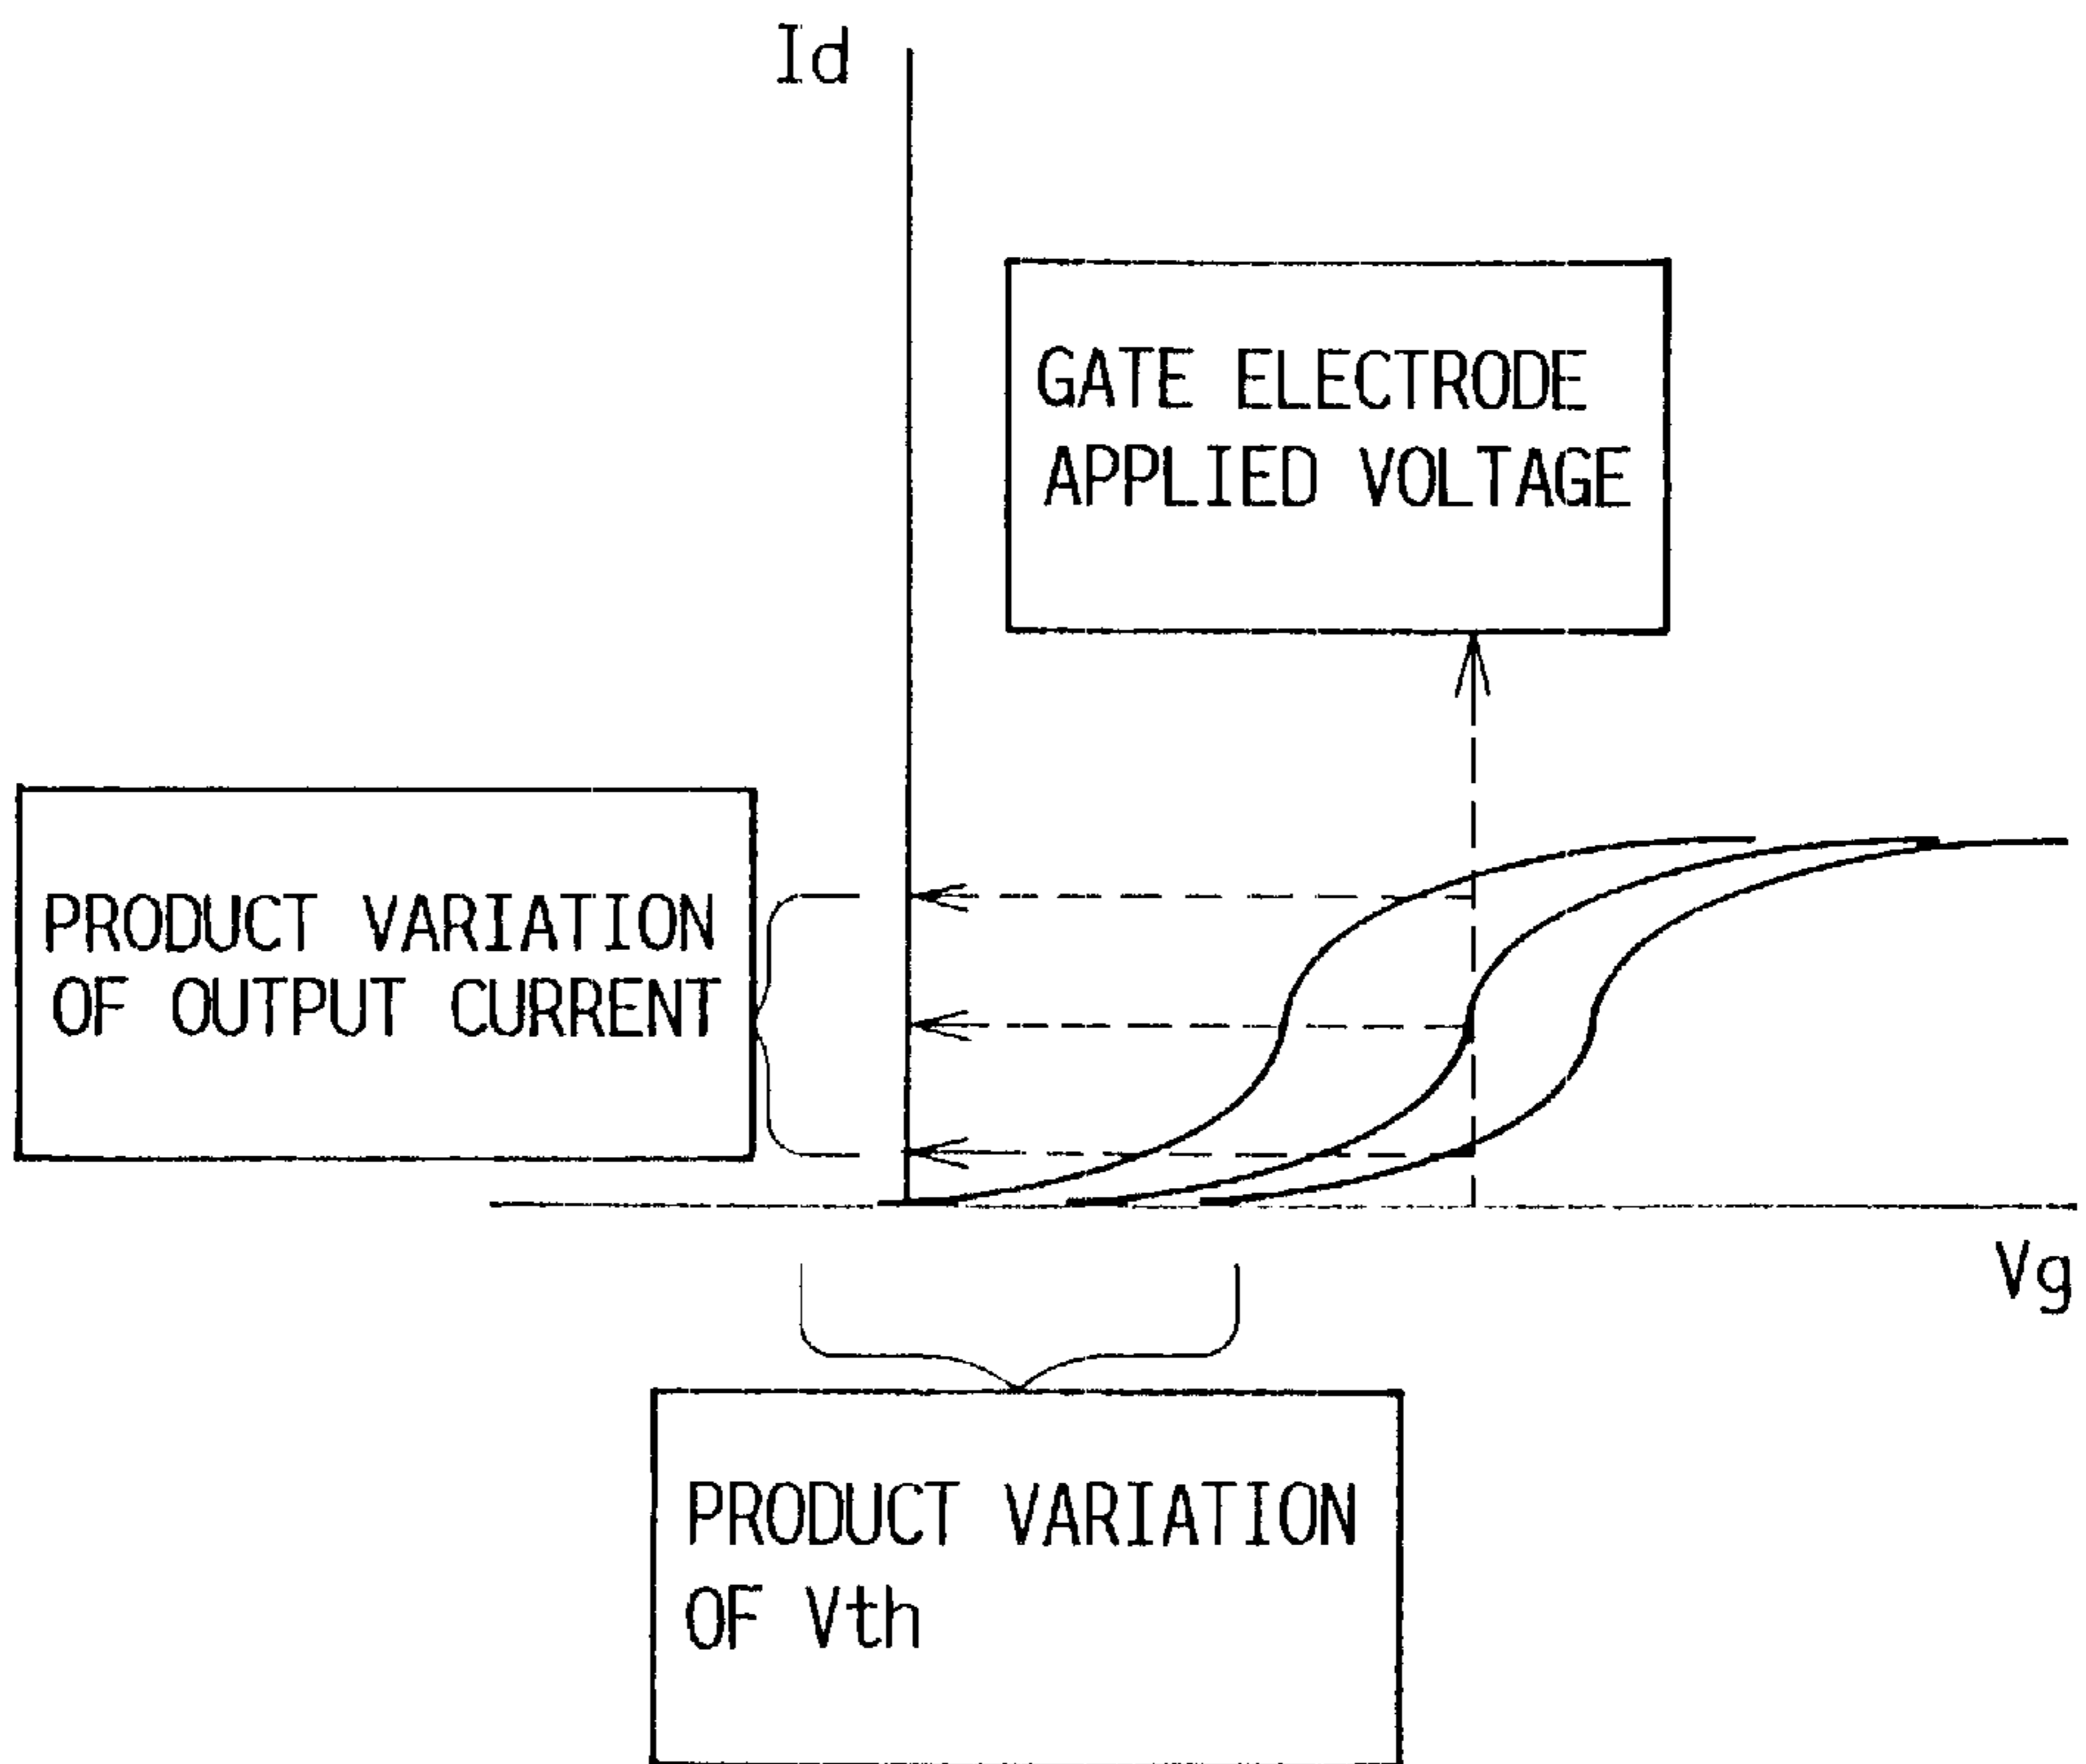 Id
GATE ELECTRODE
APPLIED VOLTAGE
PRODUCT VARIATION
OF OUTPUT CURRENT
Vg
PRODUCT VARIATION
OF Vth